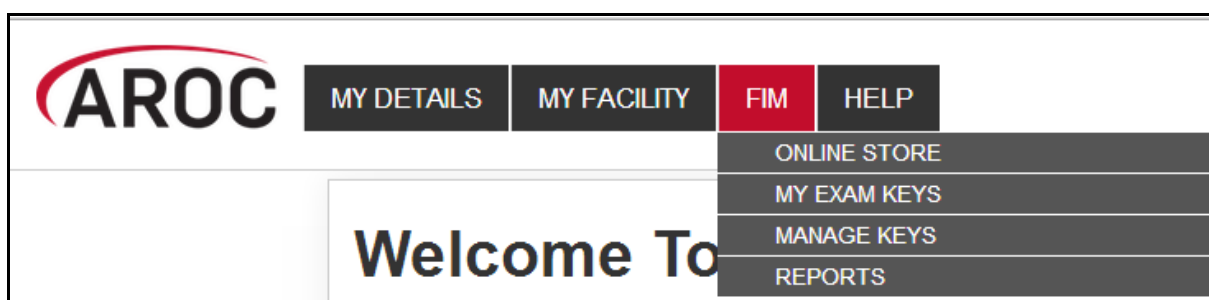 AROC
MY DETAILS MY FACILITY FIM HELP
ONLINE STORE
MY EXAM KEYS
MANAGE KEYS
REPORTS
Welcome To